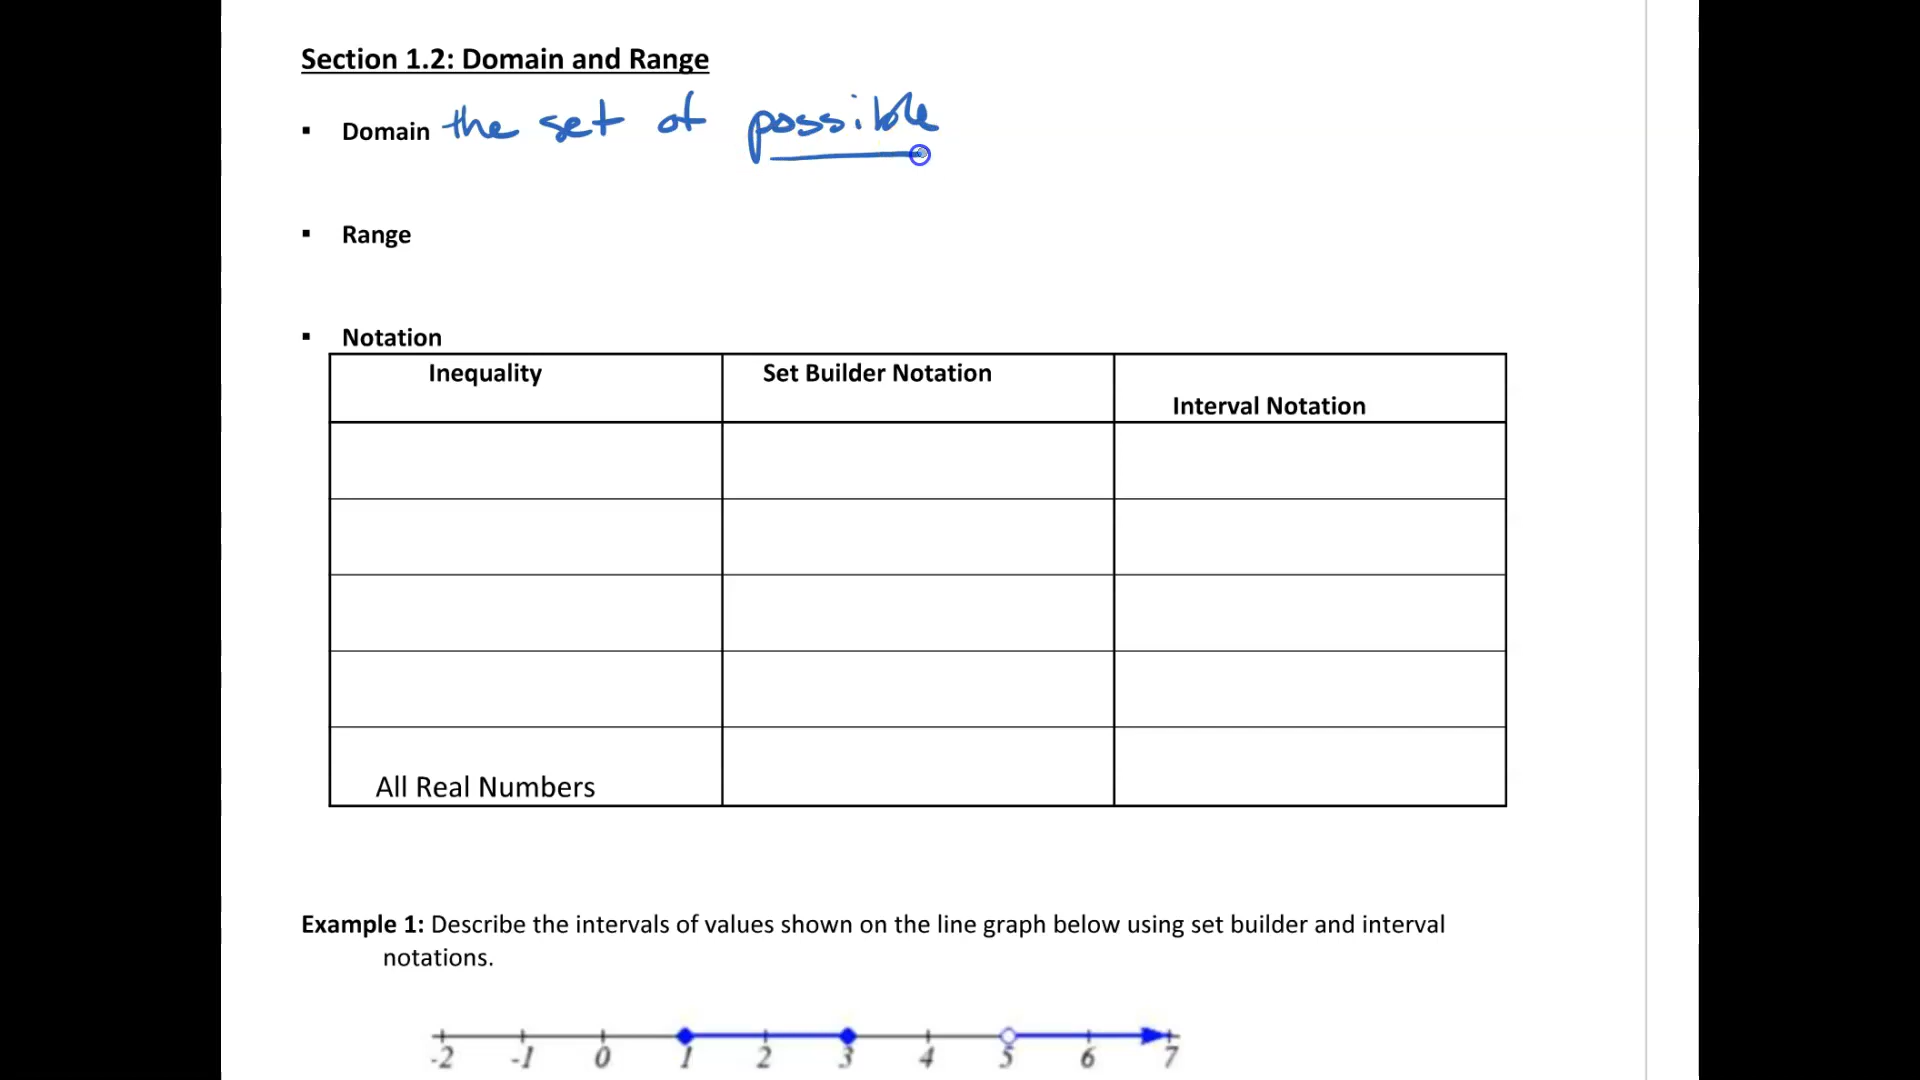 Section 1.2: Domain and Range
▪ Domain the set of possible
▪ Range
▪ Notation
Inequality Set Builder Notation Interval Notation
All Real Numbers
Example 1: Describe the intervals of values shown on the line graph below using set builder and interval
notations.
-2 -1 0 1 2 3 4 5 6 7